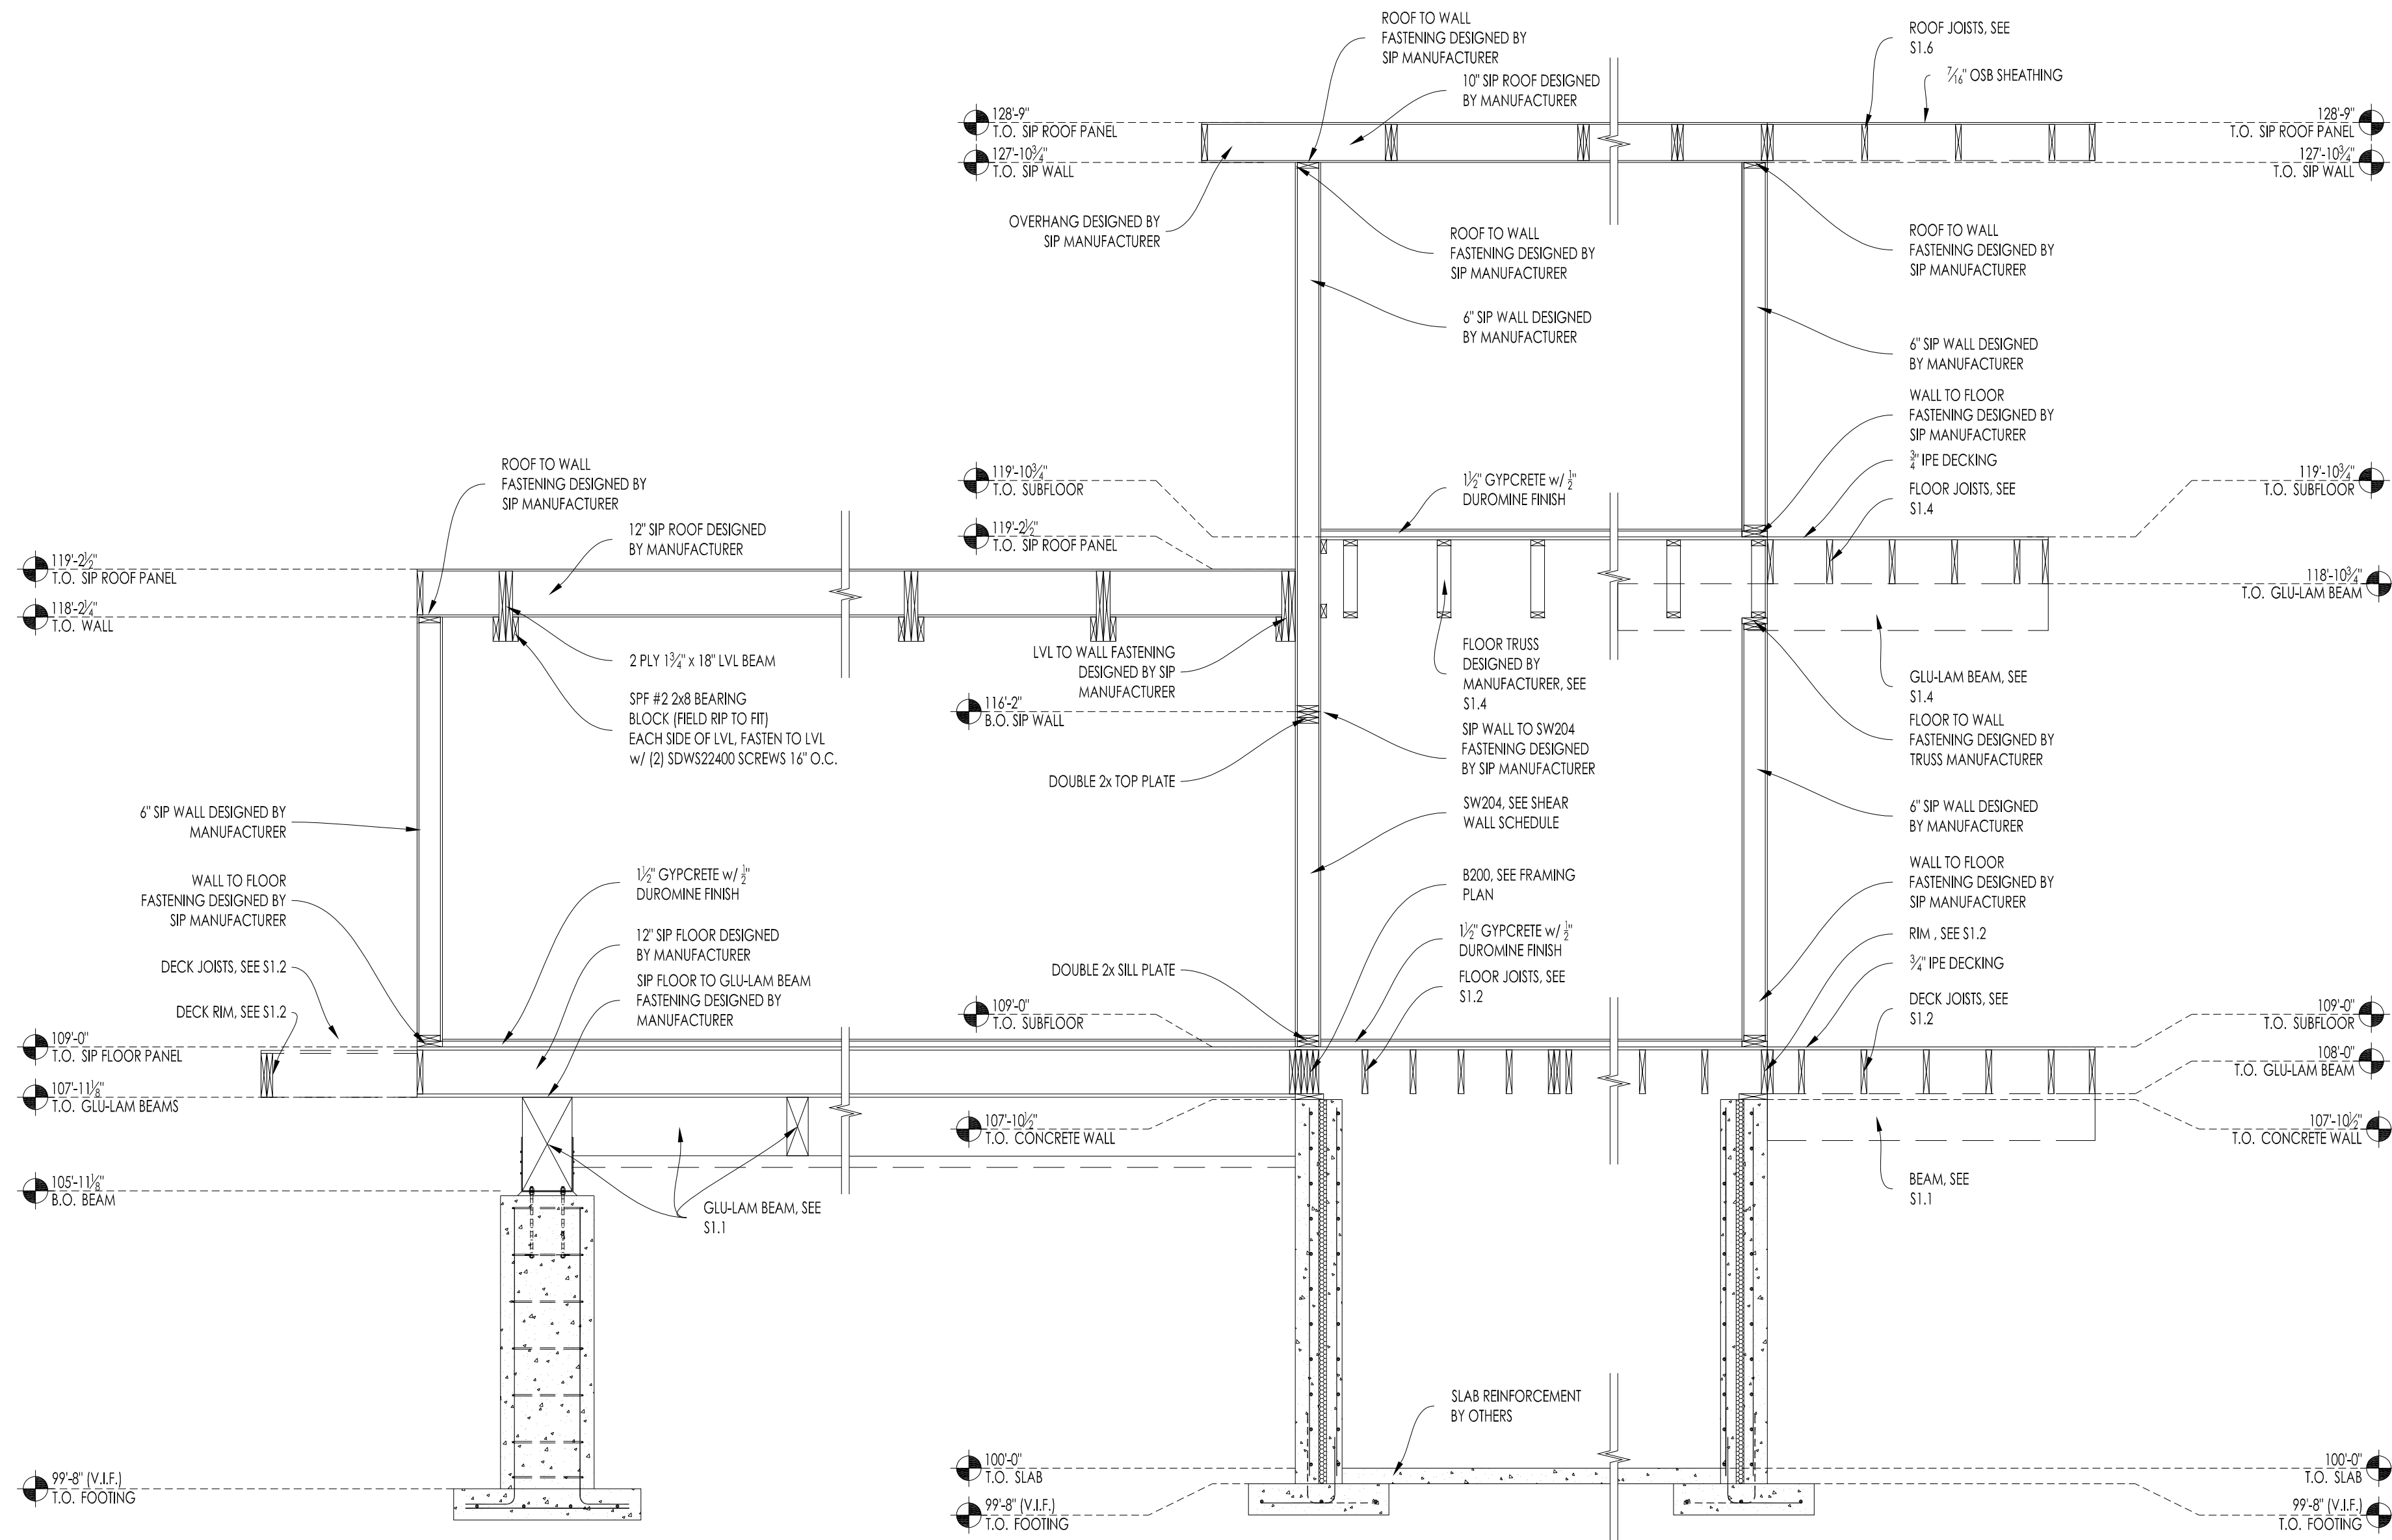 ROOF TO WALL
FASTENING DESIGNED BY
SIP MANUFACTURER
10" SIP ROOF DESIGNED
BY MANUFACTURER
ROOF JOISTS, SEE
S1.6
7/16" OSB SHEATHING
128'-9"
T.O. SIP ROOF PANEL
127'-10¾"
T.O. SIP WALL
128'-9"
T.O. SIP ROOF PANEL
127'-10¾"
T.O. SIP WALL
OVERHANG DESIGNED BY
SIP MANUFACTURER
ROOF TO WALL
FASTENING DESIGNED BY
SIP MANUFACTURER
ROOF TO WALL
FASTENING DESIGNED BY
SIP MANUFACTURER
6" SIP WALL DESIGNED
BY MANUFACTURER
6" SIP WALL DESIGNED
BY MANUFACTURER
WALL TO FLOOR
FASTENING DESIGNED BY
SIP MANUFACTURER
¾" IPE DECKING
FLOOR JOISTS, SEE
S1.4
ROOF TO WALL
FASTENING DESIGNED BY
SIP MANUFACTURER
12" SIP ROOF DESIGNED
BY MANUFACTURER
119'-10¾"
T.O. SUBFLOOR
119'-2½"
T.O. SIP ROOF PANEL
1½" GYPCRETE w/ ½"
DUROMINE FINISH
119'-10¾"
T.O. SUBFLOOR
118'-10¾"
T.O. GLU-LAM BEAM
119'-2½"
T.O. SIP ROOF PANEL
118'-2¼"
T.O. WALL
2 PLY 1¾" x 18" LVL BEAM
SPF #2 2x8 BEARING
BLOCK (FIELD RIP TO FIT)
EACH SIDE OF LVL, FASTEN TO LVL
w/ (2) SDWS22400 SCREWS 16" O.C.
LVL TO WALL FASTENING
DESIGNED BY SIP
MANUFACTURER
116'-2"
B.O. SIP WALL
DOUBLE 2x TOP PLATE
FLOOR TRUSS
DESIGNED BY
MANUFACTURER, SEE
S1.4
SIP WALL TO SW204
FASTENING DESIGNED
BY SIP MANUFACTURER
SW204, SEE SHEAR
WALL SCHEDULE
GLU-LAM BEAM, SEE
S1.4
FLOOR TO WALL
FASTENING DESIGNED BY
TRUSS MANUFACTURER
6" SIP WALL DESIGNED
BY MANUFACTURER
6" SIP WALL DESIGNED BY
MANUFACTURER
WALL TO FLOOR
FASTENING DESIGNED BY
SIP MANUFACTURER
DECK JOISTS, SEE S1.2
DECK RIM, SEE S1.2
1½" GYPCRETE w/ ½"
DUROMINE FINISH
12" SIP FLOOR DESIGNED
BY MANUFACTURER
SIP FLOOR TO GLU-LAM BEAM
FASTENING DESIGNED BY
MANUFACTURER
DOUBLE 2x SILL PLATE
109'-0"
T.O. SUBFLOOR
B200, SEE FRAMING
PLAN
1½" GYPCRETE w/ ½"
DUROMINE FINISH
FLOOR JOISTS, SEE
S1.2
WALL TO FLOOR
FASTENING DESIGNED BY
SIP MANUFACTURER
RIM , SEE S1.2
¾" IPE DECKING
DECK JOISTS, SEE
S1.2
109'-0"
T.O. SUBFLOOR
108'-0"
T.O. GLU-LAM BEAM
107'-10½"
T.O. CONCRETE WALL
109'-0"
T.O. SIP FLOOR PANEL
107'-11⅛"
T.O. GLU-LAM BEAMS
105'-11⅛"
B.O. BEAM
107'-10½"
T.O. CONCRETE WALL
GLU-LAM BEAM, SEE
S1.1
BEAM, SEE
S1.1
SLAB REINFORCEMENT
BY OTHERS
99'-8" (V.I.F.)
T.O. FOOTING
100'-0"
T.O. SLAB
99'-8" (V.I.F.)
T.O. FOOTING
100'-0"
T.O. SLAB
99'-8" (V.I.F.)
T.O. FOOTING